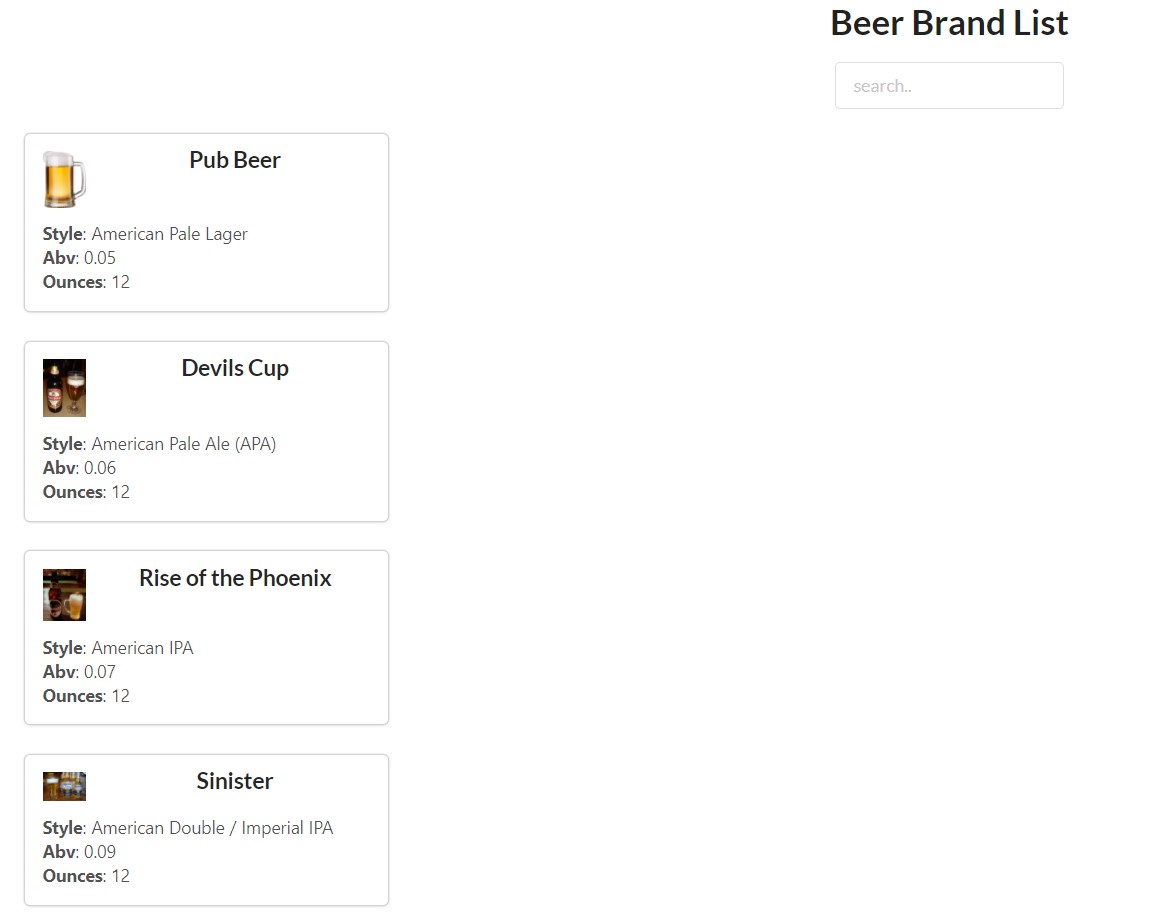 Beer Brand List
search..
Pub Beer
Style: American Pale Lager
Abv: 0.05
Ounces: 12
Devils Cup
Style: American Pale Ale (APA)
Abv: 0.06
Ounces: 12
Rise of the Phoenix
Style: American IPA
Abv: 0.07
Ounces: 12
Sinister
Style: American Double / Imperial IPA
Abv: 0.09
Ounces: 12